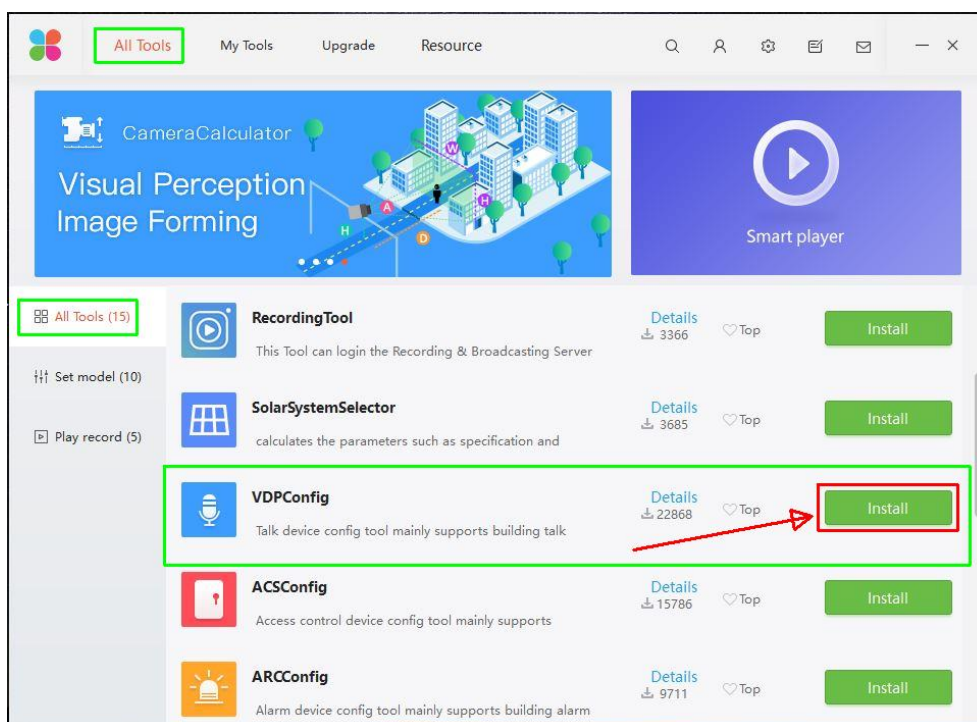 All Tools
My Tools
Upgrade
Resource
CameraCalculator
Visual Perception
Image Forming
W
A
H
H
D
Smart player
All Tools (15)
Set model (10)
Play record (5)
RecordingTool
This Tool can login the Recording & Broadcasting Server
Details
3366
Top
Install
SolarSystemSelector
calculates the parameters such as specification and
Details
3685
Top
Install
VDPConfig
Talk device config tool mainly supports building talk
Details
22868
Top
Install
ACSConfig
Access control device config tool mainly supports
Details
15786
Top
Install
ARCConfig
Alarm device config tool mainly supports building alarm
Details
9711
Top
Install